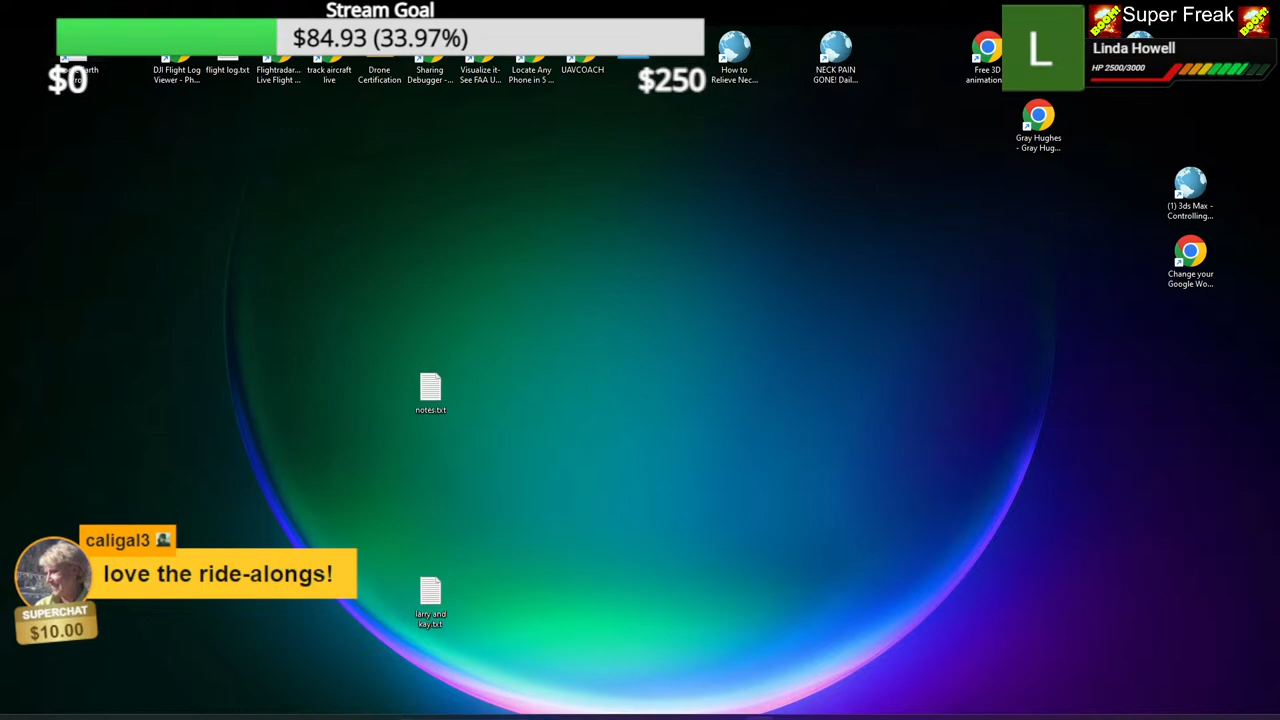 Stream Goal
$84.93 (33.97%)
$0
$250
DJI Flight Log
Viewer - Ph...
flight log.txt
Flightradar...
Live Flight ...
track aircraft
live
Drone
Certification
Sharing
Debugger -...
Visualize it-
See FAA U...
Locate Any
Phone in 5 ...
UAVCOACH
How to
Relieve Nec...
NECK PAIN
GONE! Dail...
Free 3D
L
BOOM!
Super Freak
BOOM!
Linda Howell
HP 2500/3000
Gray Hughes
- Gray Hug...
(1) 3ds Max -
Controlling...
Change your
Google Wo...
notes.txt
larry and
kay.txt
caligal3
love the ride-alongs!
SUPERCHAT
$10.00